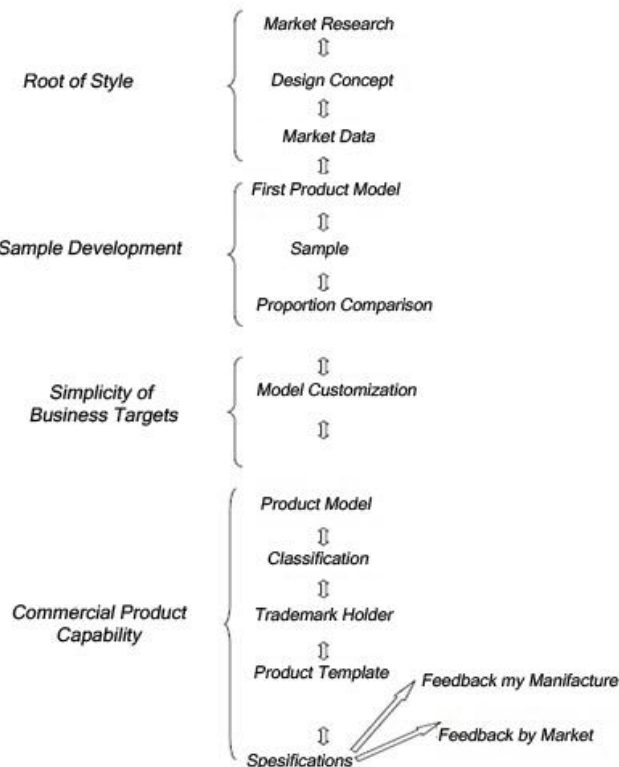 Market Research
Root of Style
Design Concept
Market Data
First Product Model
Sample Development
Sample
Proportion Comparison
Simplicity of
Business Targets
Model Customization
Product Model
Classification
Commercial Product
Capability
Trademark Holder
Product Template
Feedback my Manifacture
Feedback by Market
Spesifications